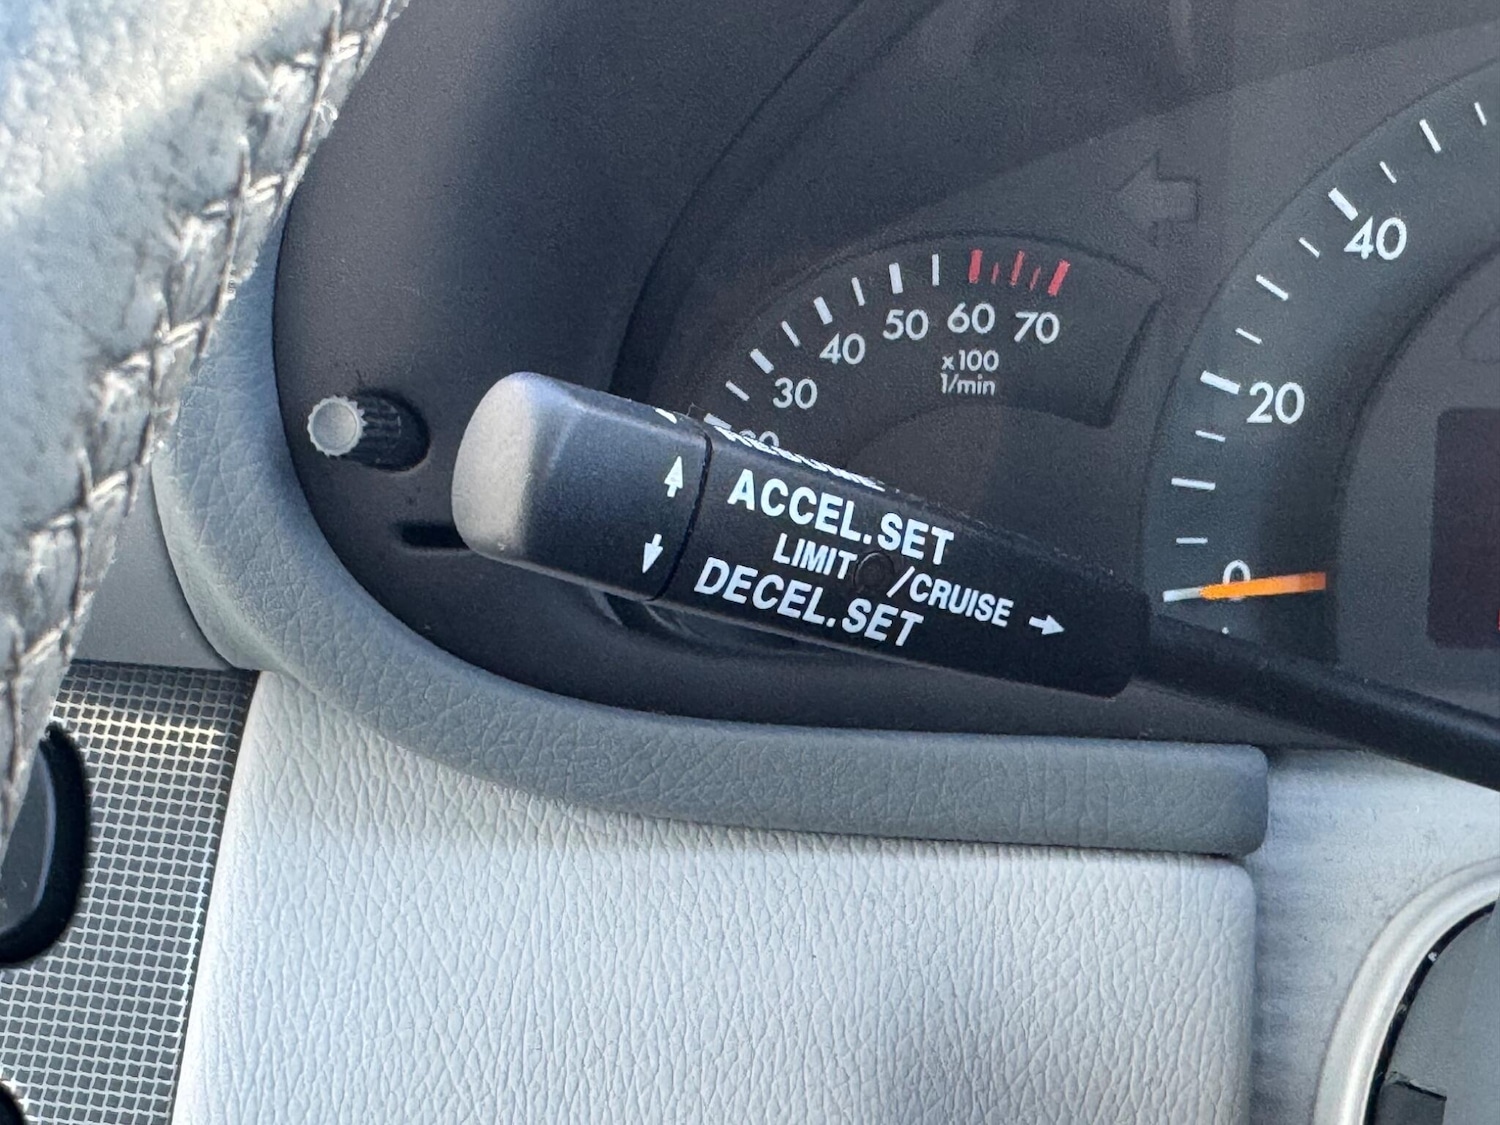 40
50 60 70
40
x100
1/min
30
20
ACCEL.SET
LIMIT /CRUISE
DECEL.SET
0